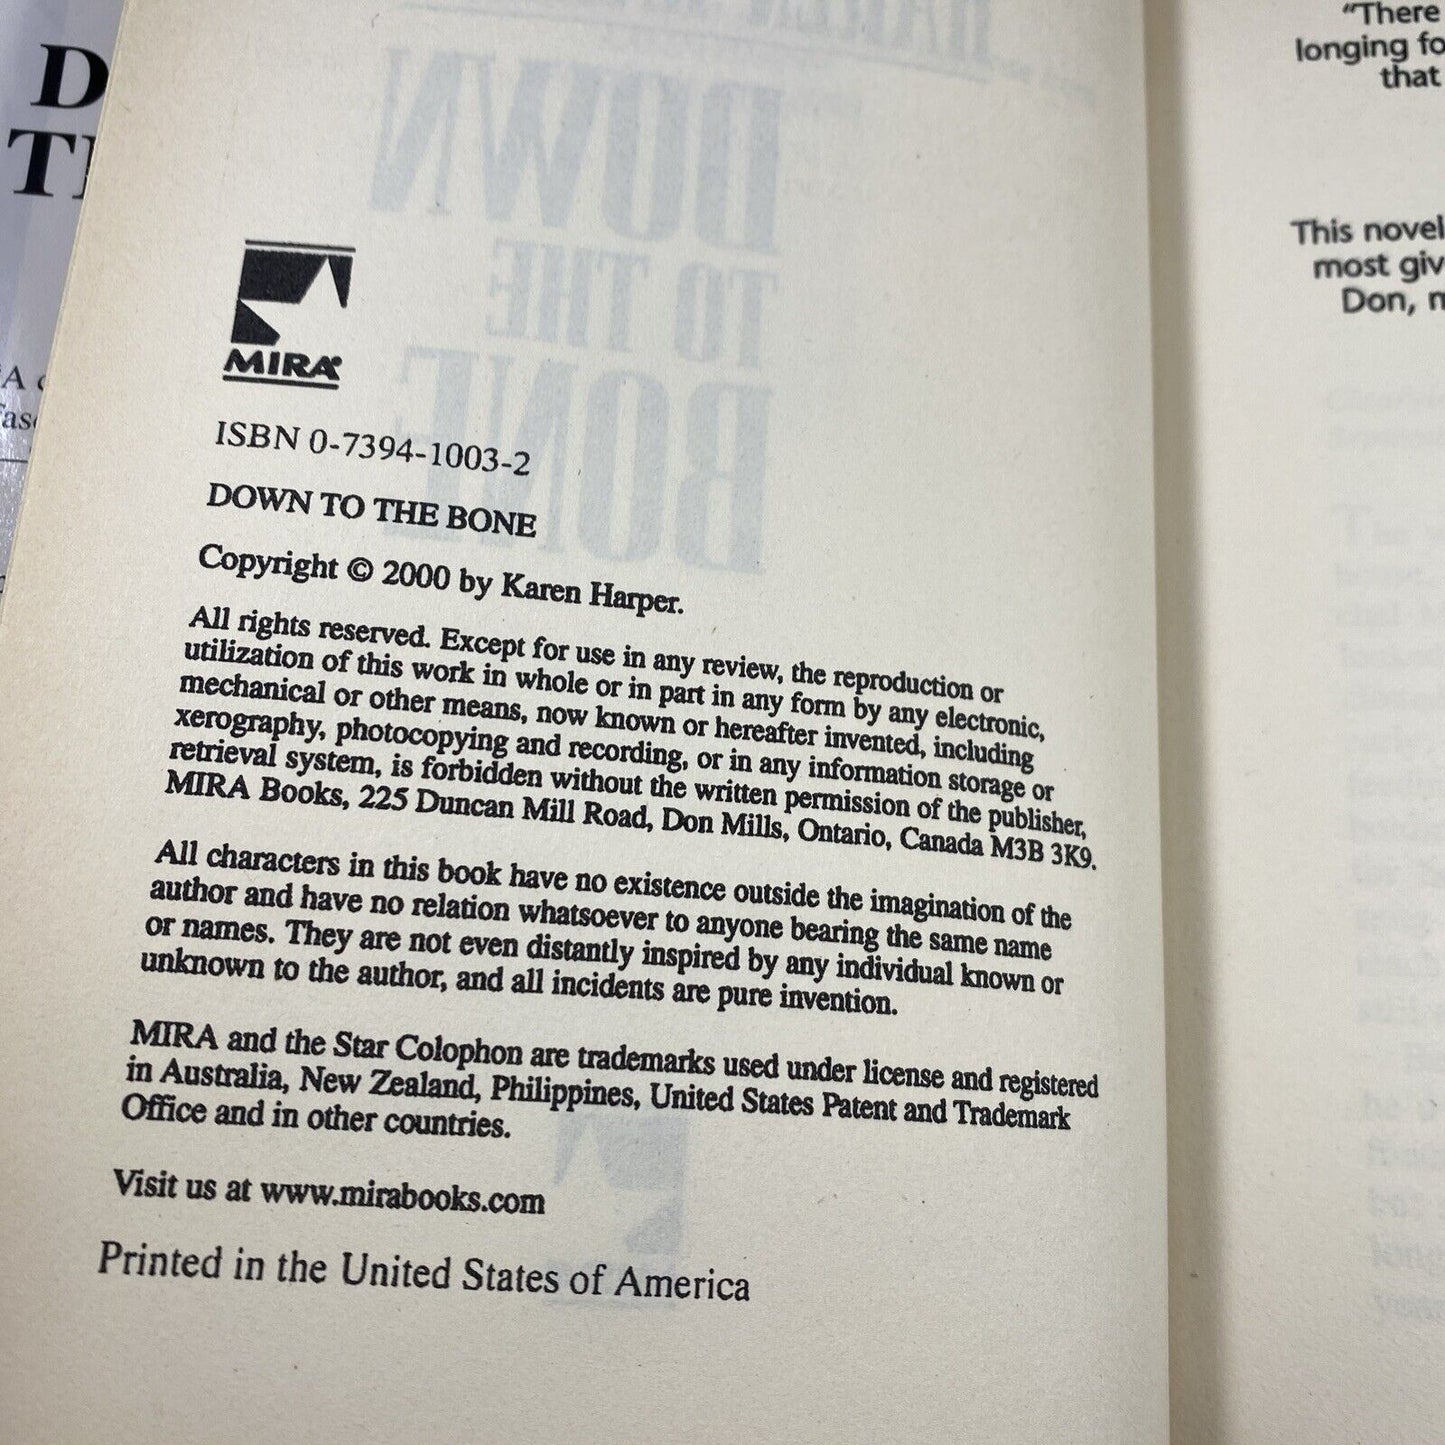 MIRA
ISBN 0-7394-1003-2
DOWN TO THE BONE
Copyright © 2000 by Karen Harper.
All rights reserved. Except for use in any review, the reproduction or
utilization of this work in whole or in part in any form by any electronic,
mechanical or other means, now known or hereafter invented, including
xerography, photocopying and recording, or in any information storage or
retrieval system, is forbidden without the written permission of the publisher,
MIRA Books, 225 Duncan Mill Road, Don Mills, Ontario, Canada M3B 3K9.
All characters in this book have no existence outside the imagination of the
author and have no relation whatsoever to anyone bearing the same name
or names. They are not even distantly inspired by any individual known or
unknown to the author, and all incidents are pure invention.
MIRA and the Star Colophon are trademarks used under license and registered
in Australia, New Zealand, Philippines, United States Patent and Trademark
Office and in other countries.
Visit us at www.mirabooks.com
Printed in the United States of America
"There
longing
that
This novel
most
Don,
DOWN
TO THE
BONE